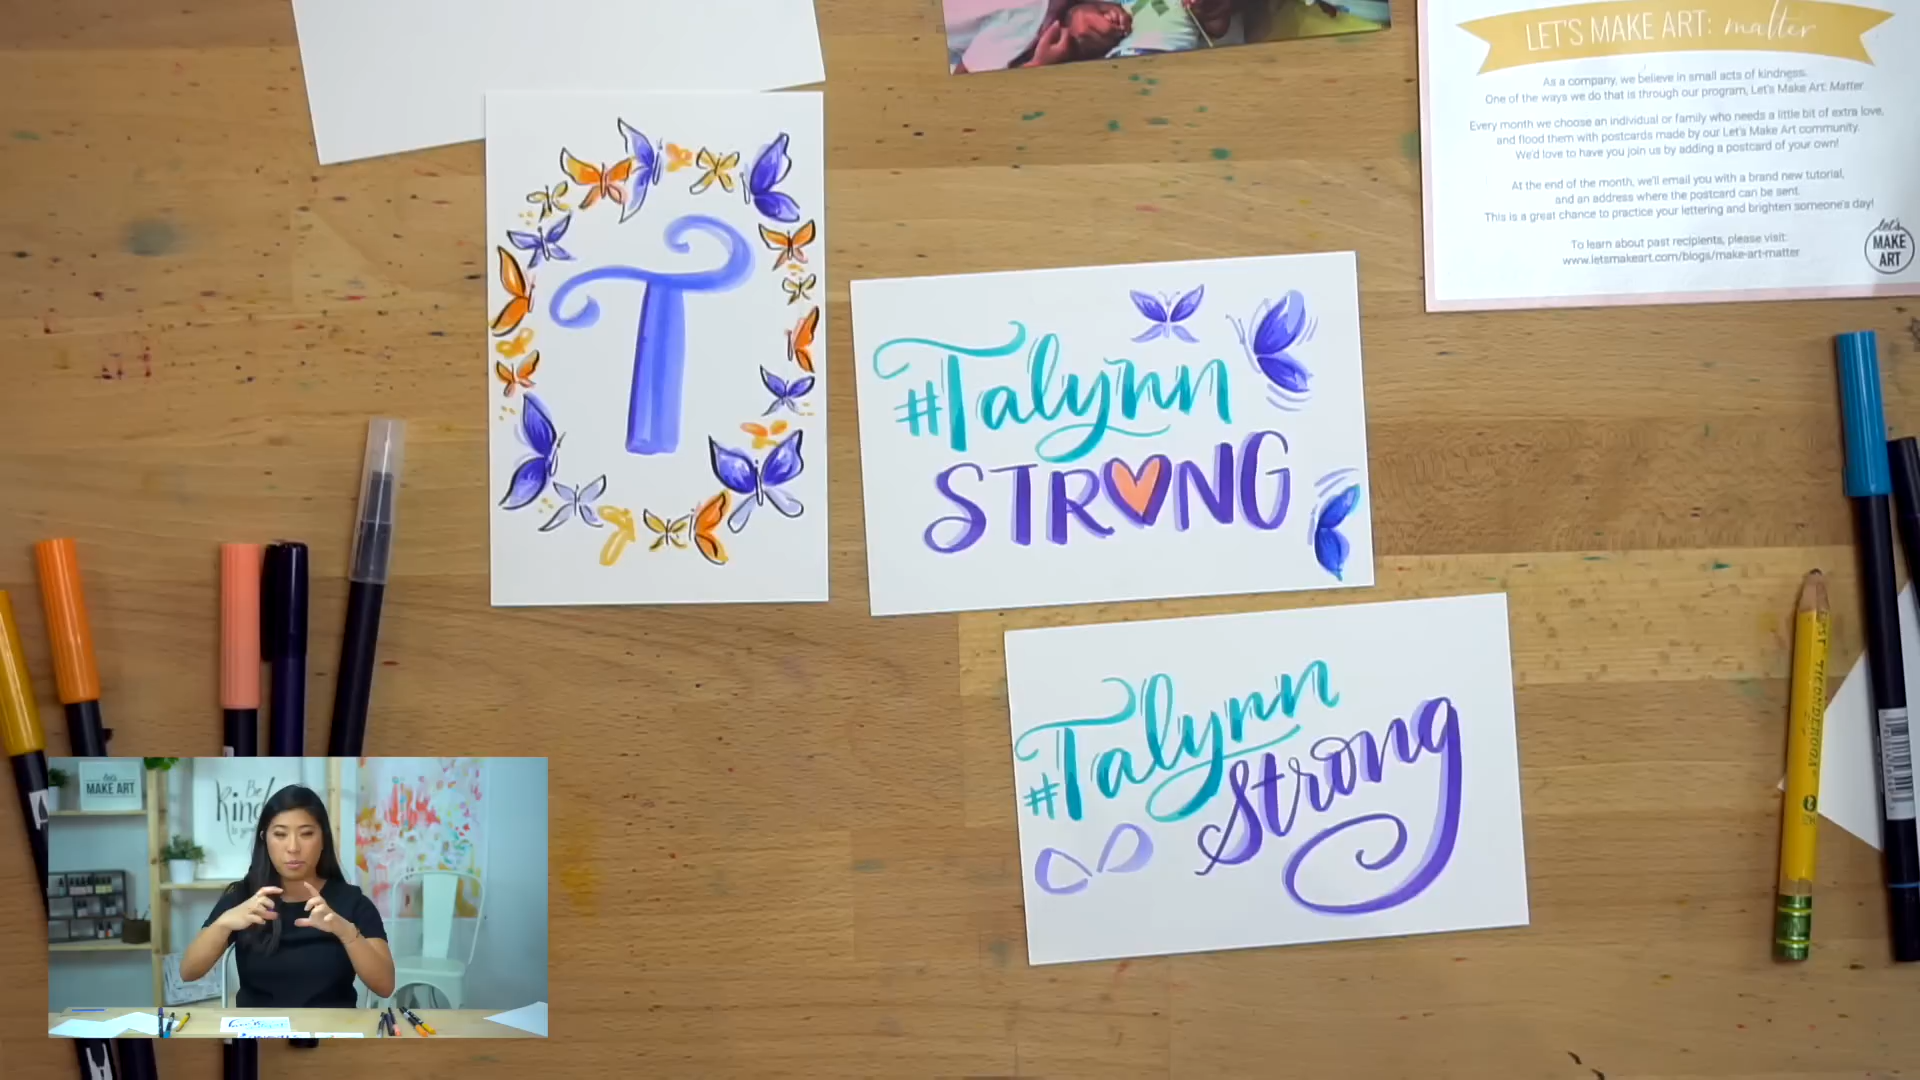 LET'S MAKE ART: matter
As a company, we believe in small acts of kindness.
One of the ways we do that is through our program, Let's Make Art: Matter.
Every month we choose an individual or family who needs a little bit of extra love,
and flood them with postcards made by our Let's Make Art community.
We'd love to have you join us by adding a postcard of your own!
At the end of the month, we'll email you with a brand new tutorial,
and an address where the postcard can be sent.
This is a great chance to practice your lettering and brighten someone's day!
To learn about past recipients, please visit:
www.letsmakeart.com/blogs/make-art-matter
let's
MAKE
ART
T
#Talynn
STRONG
#Talynn
Strong
TICONDEROGA
let's
MAKE ART
Be
Kind